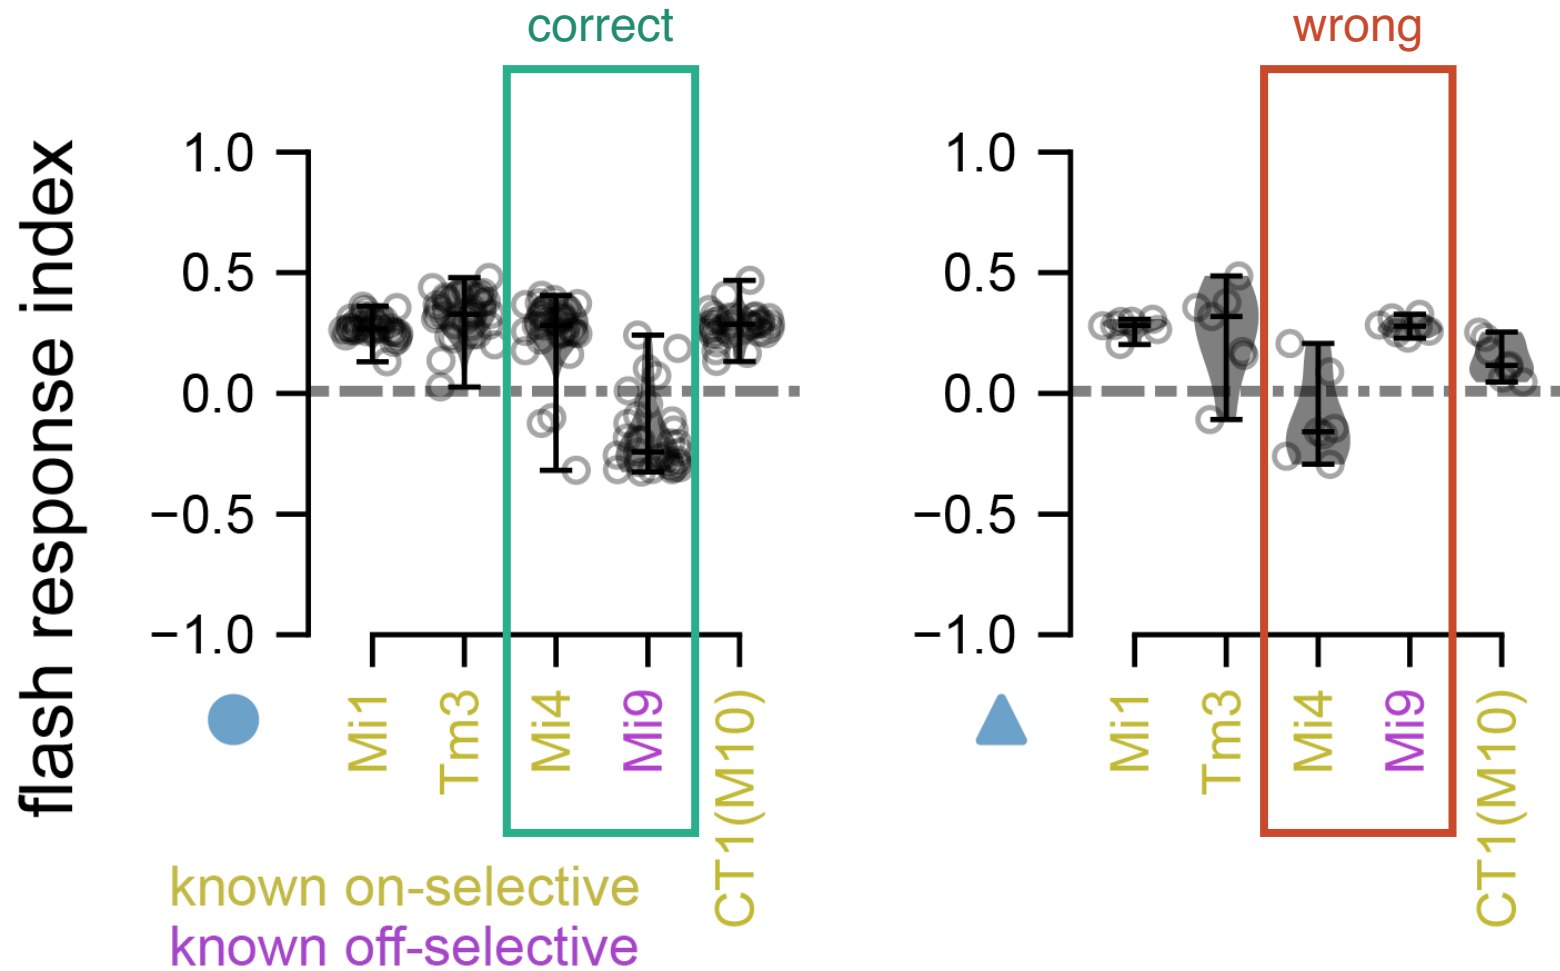 correct
wrong
flash response index
1.0
0.5
0.0
−0.5
−1.0
Mi1
Tm3
Mi4
Mi9
CT1(M10)
1.0
0.5
0.0
−0.5
−1.0
Mi1
Tm3
Mi4
Mi9
CT1(M10)
known on-selective
known off-selective